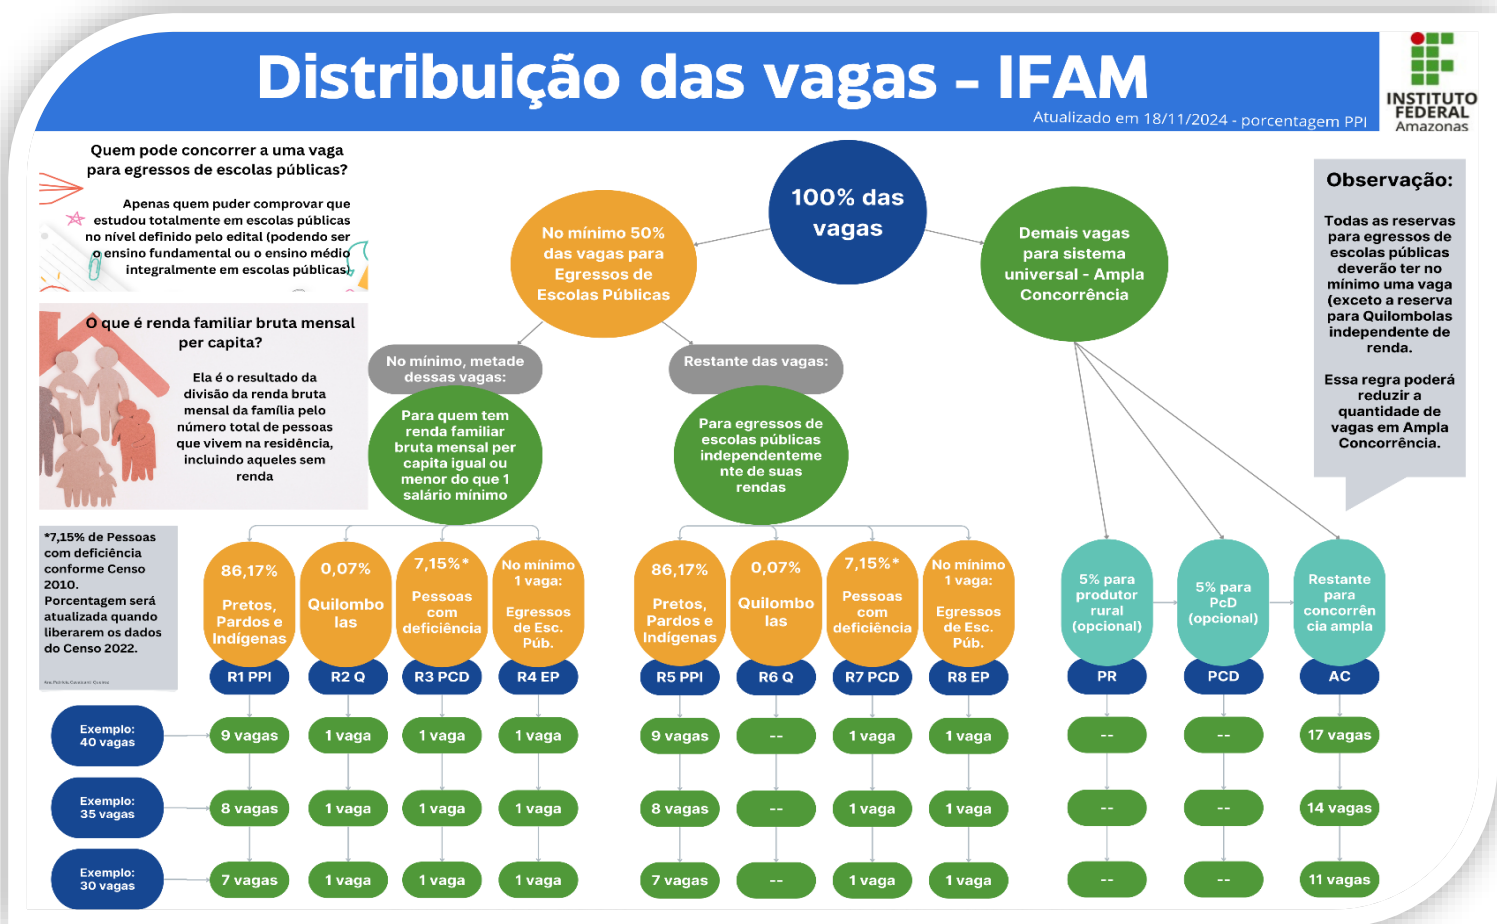 Distribuição das vagas - IFAM
Atualizado em 18/11/2024 - porcentagem PPI
INSTITUTO
FEDERAL
Amazonas
Quem pode concorrer a uma vaga
para egressos de escolas públicas?
Apenas quem puder comprovar que
estudou totalmente em escolas públicas
no nível definido pelo edital (podendo ser
o ensino fundamental ou o ensino médio
integralmente em escolas públicas)
O que é renda familiar bruta mensal
per capita?
Ela é o resultado da
divisão da renda bruta
mensal da família pelo
número total de pessoas
que vivem na residência,
incluindo aqueles sem
renda
*7,15% de Pessoas
com deficiência
conforme Censo
2010.
Porcentagem será
atualizada quando
liberarem os dados
do Censo 2022.
100% das
vagas
No mínimo 50%
das vagas para
Egressos de
Escolas Públicas
Demais vagas
para sistema
universal - Ampla
Concorrência
Observação:
Todas as reservas
para egressos de
escolas públicas
deverão ter no
mínimo uma vaga
(exceto a reserva
para Quilombolas
independente de
renda.
Essa regra poderá
reduzir a
quantidade de
vagas em Ampla
Concorrência.
No mínimo, metade
dessas vagas:
Para quem tem
renda familiar
bruta mensal per
capita igual ou
menor do que 1
salário mínimo
Restante das vagas:
Para egressos de
escolas públicas
independenteme
nte de suas
rendas
86,17%
Pretos,
Pardos e
Indígenas
0,07%
Quilombo
las
7,15%*
Pessoas
com
deficiência
No mínimo
1 vaga:
Egressos
de Esc.
Púb.
86,17%
Pretos,
Pardos e
Indígenas
0,07%
Quilombo
las
7,15%*
Pessoas
com
deficiência
No mínimo
1 vaga:
Egressos
de Esc.
Púb.
5% para
produtor
rural
(opcional)
5% para
PcD
(opcional)
Restante
para
concorrên
cia ampla
R1 PPI R2 Q R3 PCD R4 EP R5 PPI R6 Q R7 PCD R8 EP PR PCD AC
Exemplo:
40 vagas
9 vagas 1 vaga 1 vaga 1 vaga 9 vagas -- 1 vaga 1 vaga -- -- 17 vagas
Exemplo:
35 vagas
8 vagas 1 vaga 1 vaga 1 vaga 8 vagas -- 1 vaga 1 vaga -- -- 14 vagas
Exemplo:
30 vagas
7 vagas 1 vaga 1 vaga 1 vaga 7 vagas -- 1 vaga 1 vaga -- -- 11 vagas